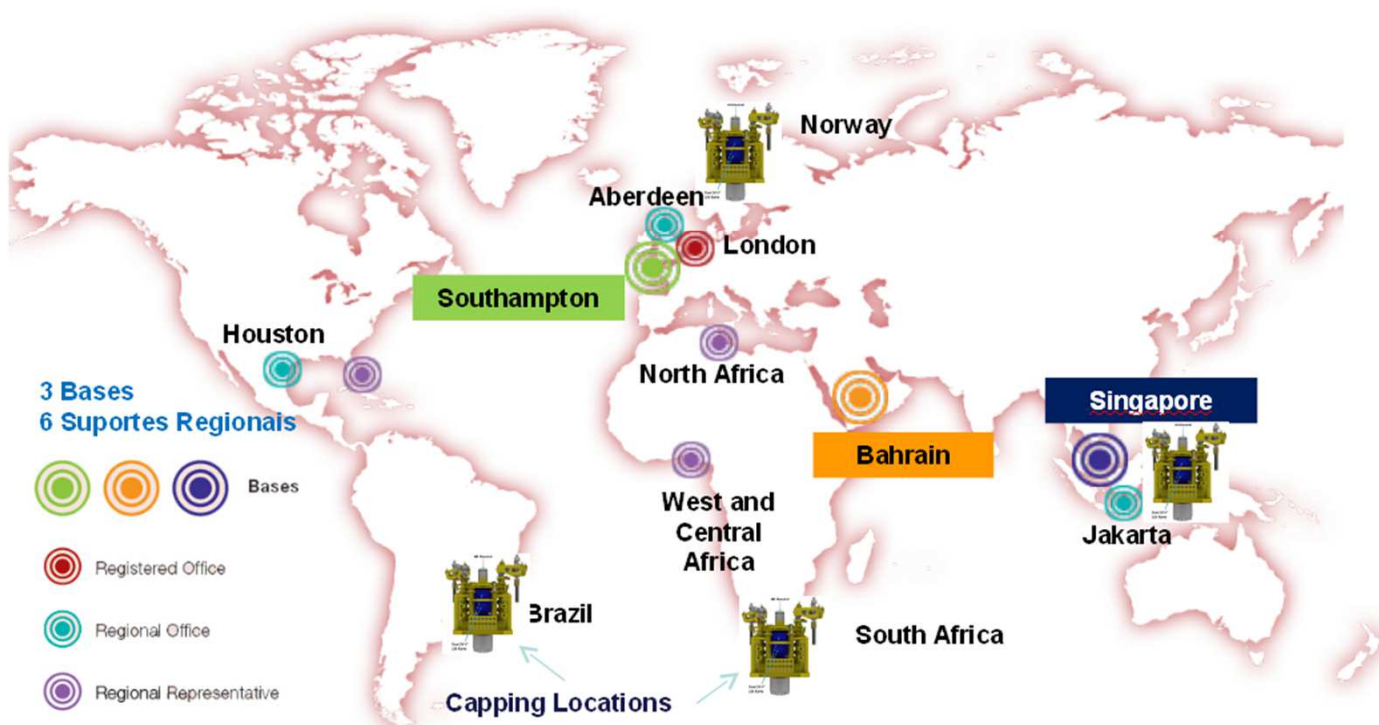 Norway
Aberdeen
London
Southampton
Houston
North Africa
3 Bases
6 Suportes Regionais
Singapore
Bahrain
Bases
West and
Central
Africa
Jakarta
Registered Office
Brazil
South Africa
Regional Office
Regional Representative
Capping Locations